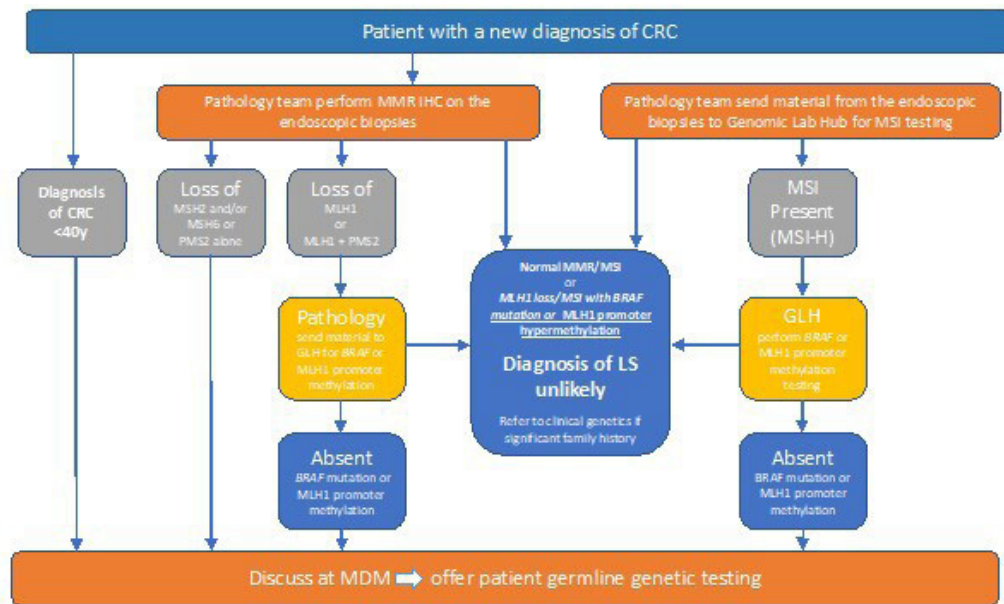 Patient with a new diagnosis of CRC
Pathology team perform MMR IHC on the
endoscopic biopsies
Pathology team send material from the endoscopic
biopsies to Genomic Lab Hub for MSI testing
Diagnosis
of CRC
<40y
Loss of
MSH2 and/or
MSH6 or
PMS2 alone
Loss of
MLH1
or
MLH1 + PMS2
MSI
Present
(MSI-H)
Normal MMR/MSI
or
MLH1 loss/MSI with BRAF
mutation or MLH1 promoter
hypermethylation
Diagnosis of LS
unlikely
Refer to clinical genetics if
significant family history
Pathology
send material to
GLH for BRAF or
MLH1 promoter
methylation
GLH
perform BRAF or
MLH1 promoter
methylation
testing
Absent
BRAF mutation or
MLH1 promoter
methylation
Absent
BRAF mutation or
MLH1 promoter
methylation
Discuss at MDM ⇨ offer patient germline genetic testing